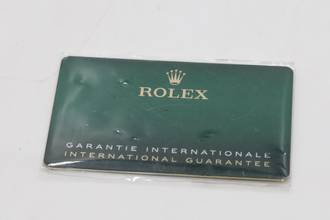 ROLEX
GARANTIE INTERNATIONALE
INTERNATIONAL GUARANTEE